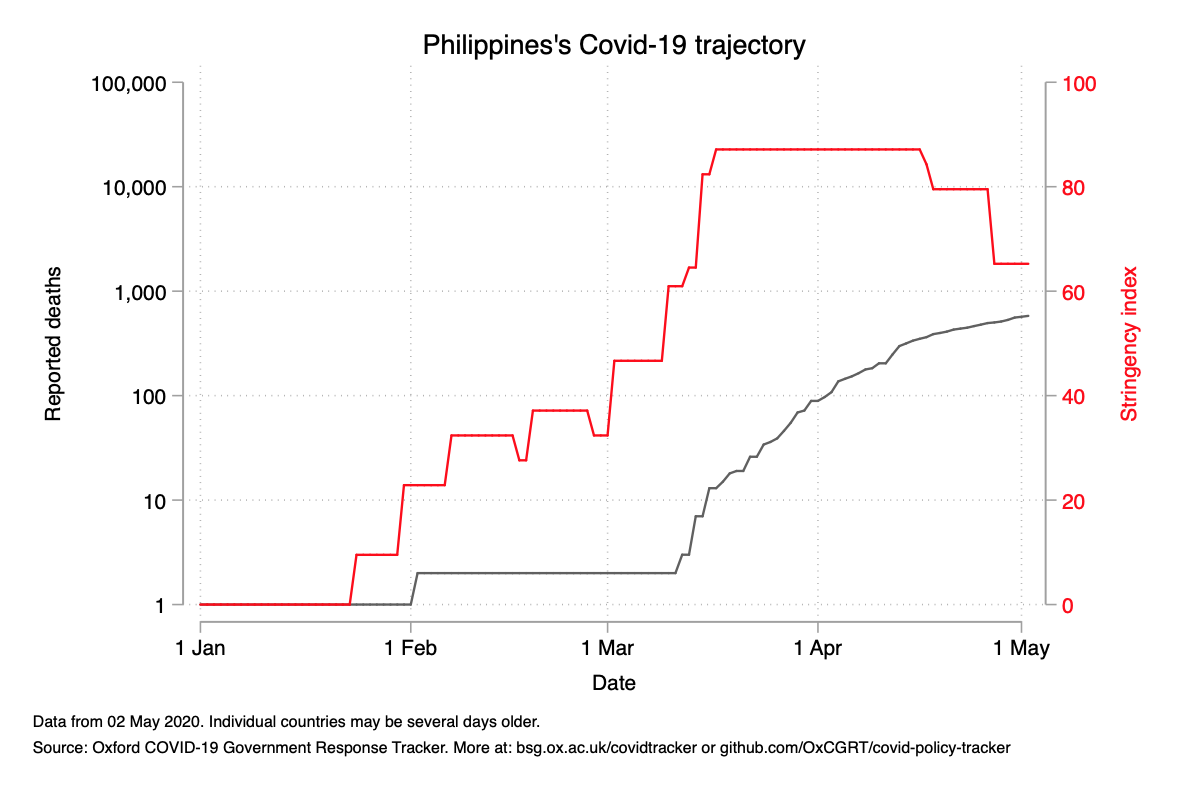 Philippines's Covid-19 trajectory
100,000
10,000
1,000
100
10
1
Reported deaths
100
80
60
40
20
0
Stringency index
1 Jan 1 Feb 1 Mar 1 Apr 1 May
Date
Data from 02 May 2020. Individual countries may be several days older.
Source: Oxford COVID-19 Government Response Tracker. More at: bsg.ox.ac.uk/covidtracker or github.com/OxCGRT/covid-policy-tracker